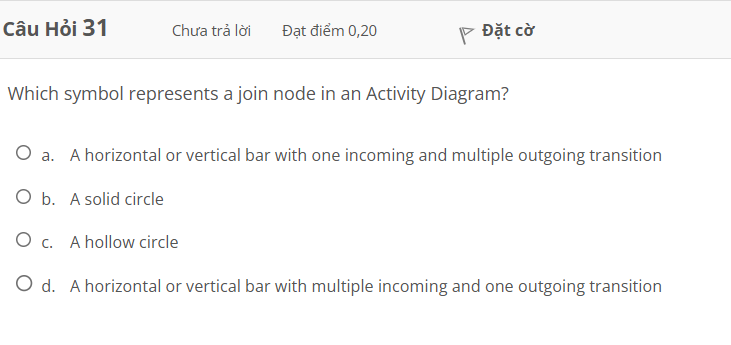 Câu Hỏi 31 Chưa trả lời Đạt điểm 0,20 Đặt cờ
Which symbol represents a join node in an Activity Diagram?
a. A horizontal or vertical bar with one incoming and multiple outgoing transition
b. A solid circle
c. A hollow circle
d. A horizontal or vertical bar with multiple incoming and one outgoing transition